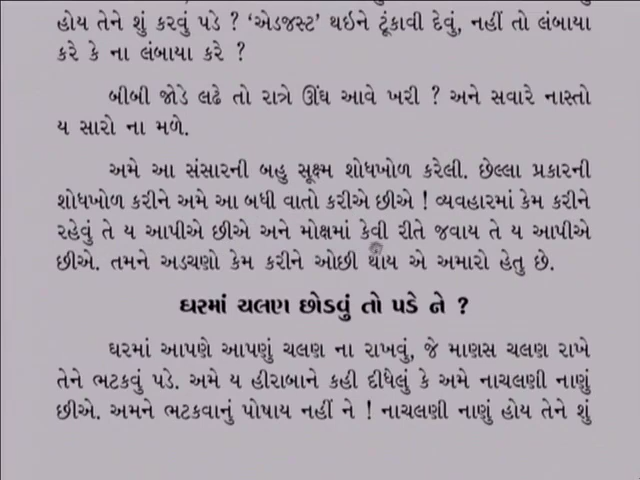 હોય તેને શું કરવું પડે ? ‘એડજસ્ટ’ થઇને ટૂંકાવી દેવું, નહીં તો લંબાયા
કરે કે ના લંબાયા કરે ?
બીબી જોડે લઢે તો રાત્રે ઊંઘ આવે ખરી ? અને સવારે નાસ્તો
ય સારો ના મળે.
અમે આ સંસારની બહુ સૂક્ષ્મ શોધખોળ કરેલી. છેલ્લા પ્રકારની
શોધખોળ કરીને અમે આ બધી વાતો કરીએ છીએ ! વ્યવહારમાં કેમ કરીને
રહેવું તે ય આપીએ છીએ અને મોક્ષમાં કેવી રીતે જવાય તે ય આપીએ
છીએ. તમને અડચણો કેમ કરીને ઓછી થાય એ અમારો હેતુ છે.
ઘરમાં ચલણ છોડવું તો પડે ને ?
ઘરમાં આપણે આપણું ચલણ ના રાખવું, જે માણસ ચલણ રાખે
તેને ભટકવું પડે. અમે ય હીરાબાને કહી દીધેલું કે અમે નાચલણી નાણું
છીએ. અમને ભટકવાનું પોષાય નહીં ને ! નાચલણી નાણું હોય તેને શું